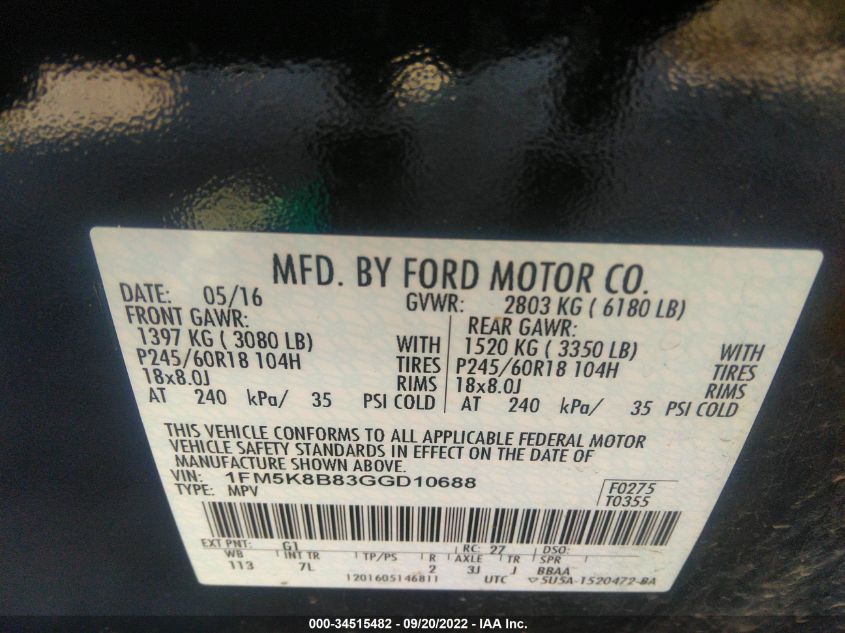 MFD. BY FORD MOTOR CO.
DATE: 05/16 GVWR: 2803 KG ( 6180 LB)
FRONT GAWR: REAR GAWR:
1397 KG ( 3080 LB) WITH 1520 KG ( 3350 LB) WITH
P245/60R18 104H TIRES P245/60R18 104H TIRES
18x8.0J RIMS 18x8.0J RIMS
AT 240 kPa/ 35 PSI COLD AT 240 kPa/ 35 PSI COLD
THIS VEHICLE CONFORMS TO ALL APPLICABLE FEDERAL MOTOR
VEHICLE SAFETY STANDARDS IN EFFECT ON THE DATE OF
MANUFACTURE SHOWN ABOVE.
VIN: 1FM5K8B83GGD10688
TYPE: MPV
F0275
T0355
EXT PNT: G1 RC: 27 DSO:
WB INT TR TP/PS R AXLE TR SPR
113 7L 2 3J J BBAA
1201605146811 UTC ▽5U5A-1520472-BA
000-34515482 - 09/20/2022 - IAA Inc.